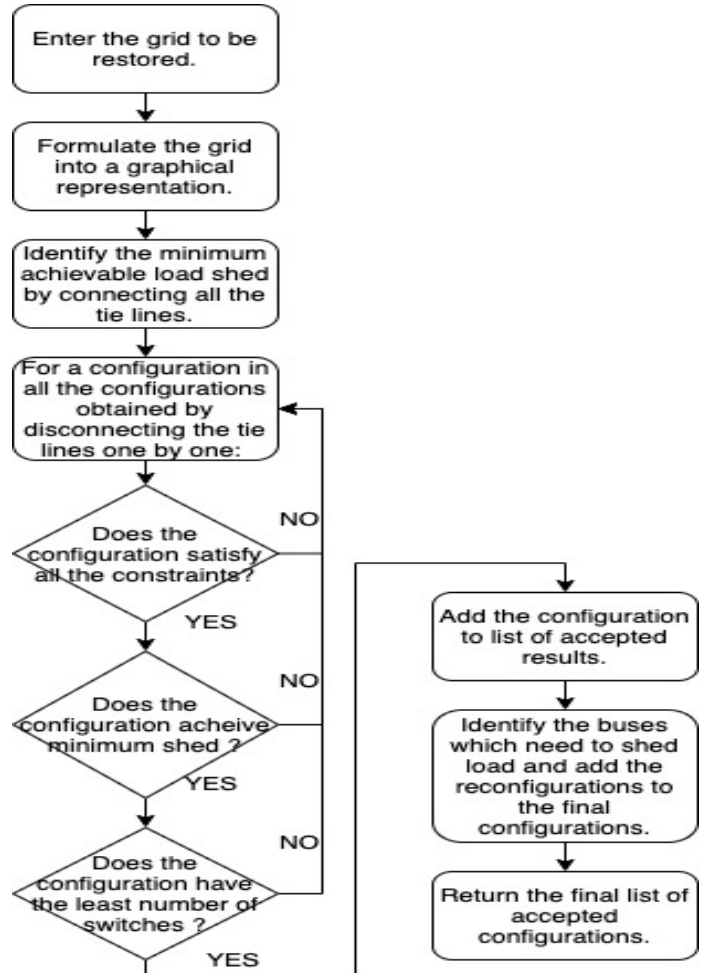 Enter the grid to be
restored.
Formulate the grid
into a graphical
representation.
Identify the minimum
achievable load shed
by connecting all the
tie lines.
For a configuration in
all the configurations
obtained by
disconnecting the tie
lines one by one:
Does the
configuration satisfy
all the constraints?
NO
YES
Does the
configuration acheive
minimum shed ?
NO
YES
Does the
configuration have
the least number of
switches ?
NO
YES
Add the configuration
to list of accepted
results.
Identify the buses
which need to shed
load and add the
reconfigurations to
the final
configurations.
Return the final list of
accepted
configurations.